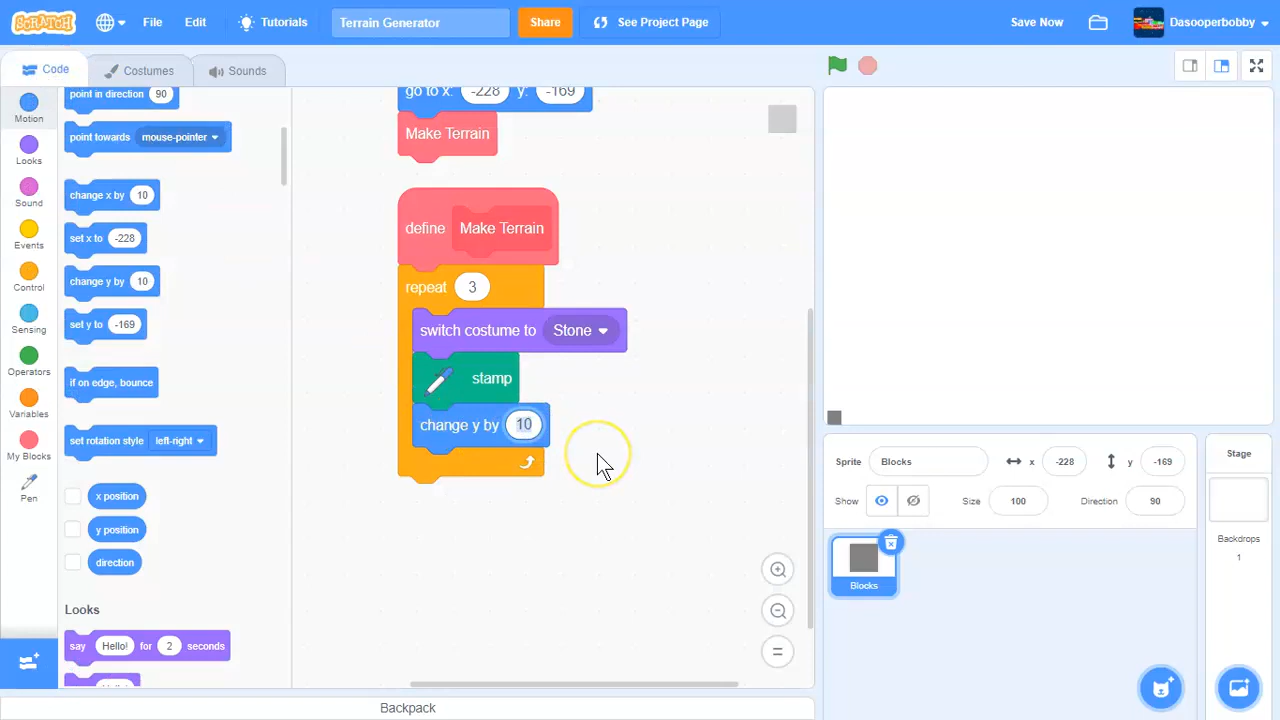 SCRATCH
File
Edit
Tutorials
Terrain Generator
Share
See Project Page
Save Now
Dasooperbobby
Code
Costumes
Sounds
Motion
Looks
Sound
Events
Control
Sensing
Operators
Variables
My Blocks
Pen
point in direction 90
point towards mouse-pointer
change x by 10
set x to -228
change y by 10
set y to -169
if on edge, bounce
set rotation style left-right
x position
y position
direction
Looks
say Hello! for 2 seconds
go to x: -228 y: -169
Make Terrain
define Make Terrain
repeat 3
switch costume to Stone
stamp
change y by 10
Backpack
Sprite Blocks x -228 y -169
Show Size 100 Direction 90
Blocks
Stage
Backdrops
1